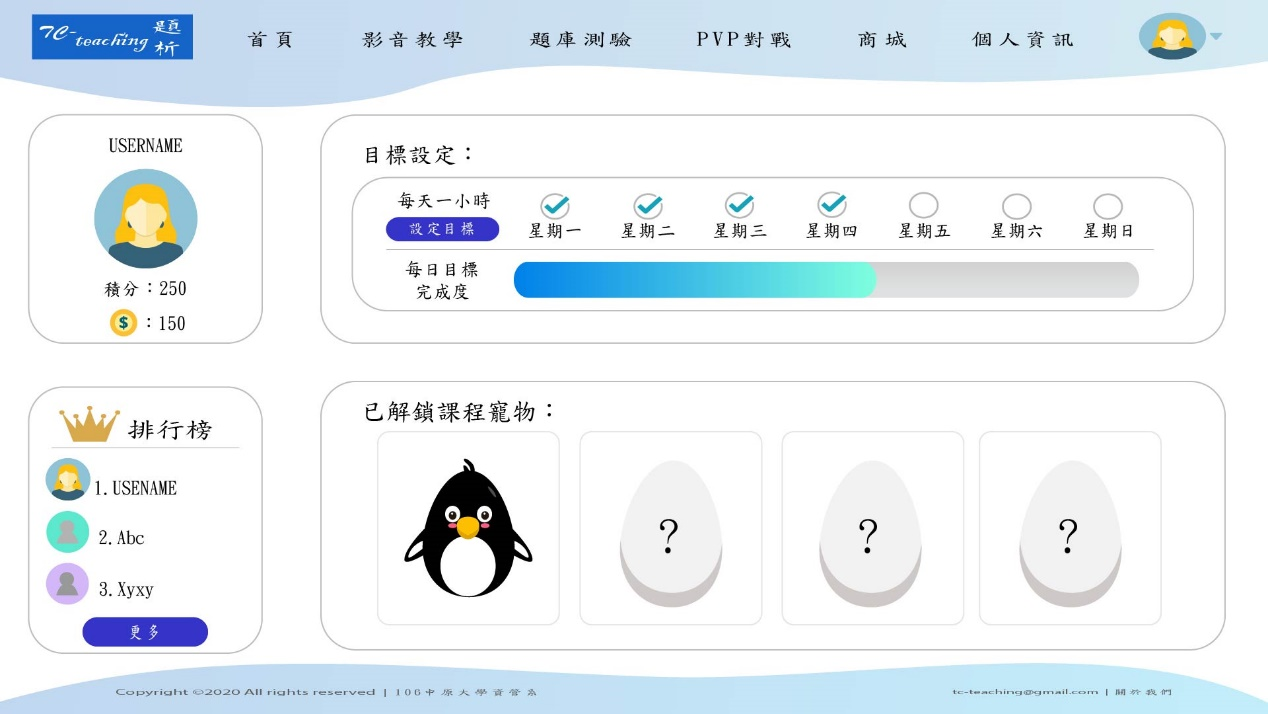 TC-teaching 題析
首頁 影音教學 題庫測驗 PVP對戰 商城 個人資訊
USERNAME
積分：250
$：150
目標設定：
每天一小時
設定目標
星期一 星期二 星期三 星期四 星期五 星期六 星期日
每日目標
完成度
排行榜
1.USENAME
2.Abc
3.Xyxy
更多
已解鎖課程寵物：
? ? ?
Copyright ©2020 All rights reserved | 106中原大學資管系
tc-teaching@gmail.com | 關於我們